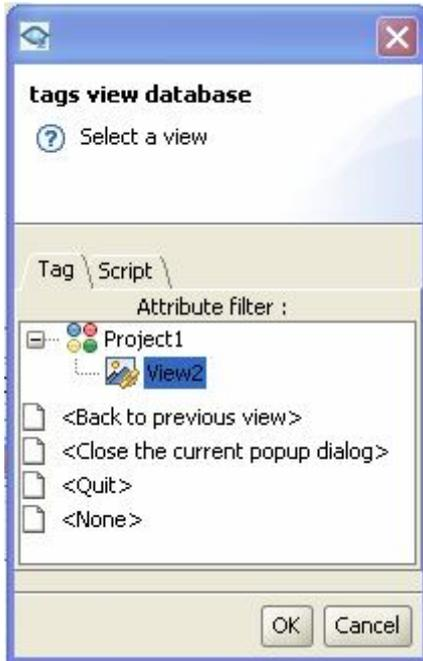 tags view database
Select a view
Tag Script
Attribute filter :
Project1
View2
<Back to previous view>
<Close the current popup dialog>
<Quit>
<None>
OK Cancel